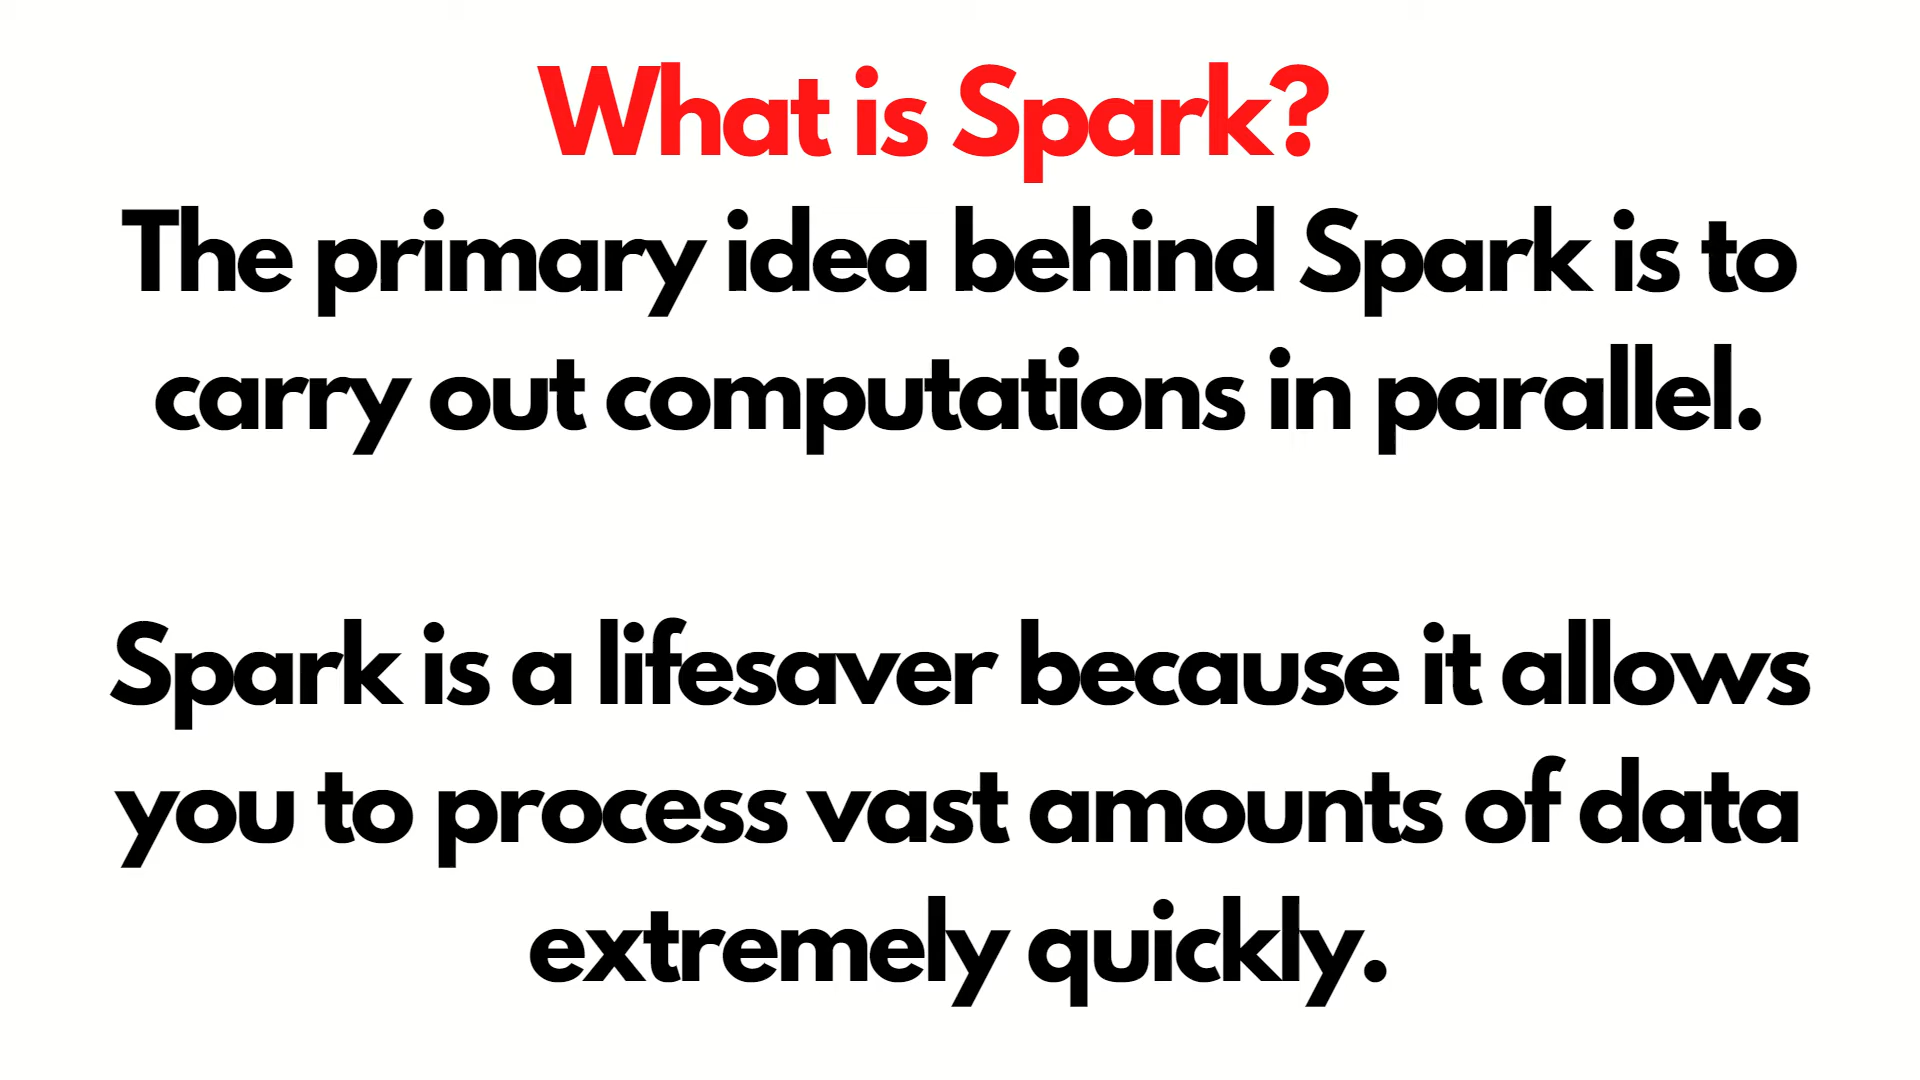 What is Spark?
The primary idea behind Spark is to
carry out computations in parallel.
Spark is a lifesaver because it allows
you to process vast amounts of data
extremely quickly.